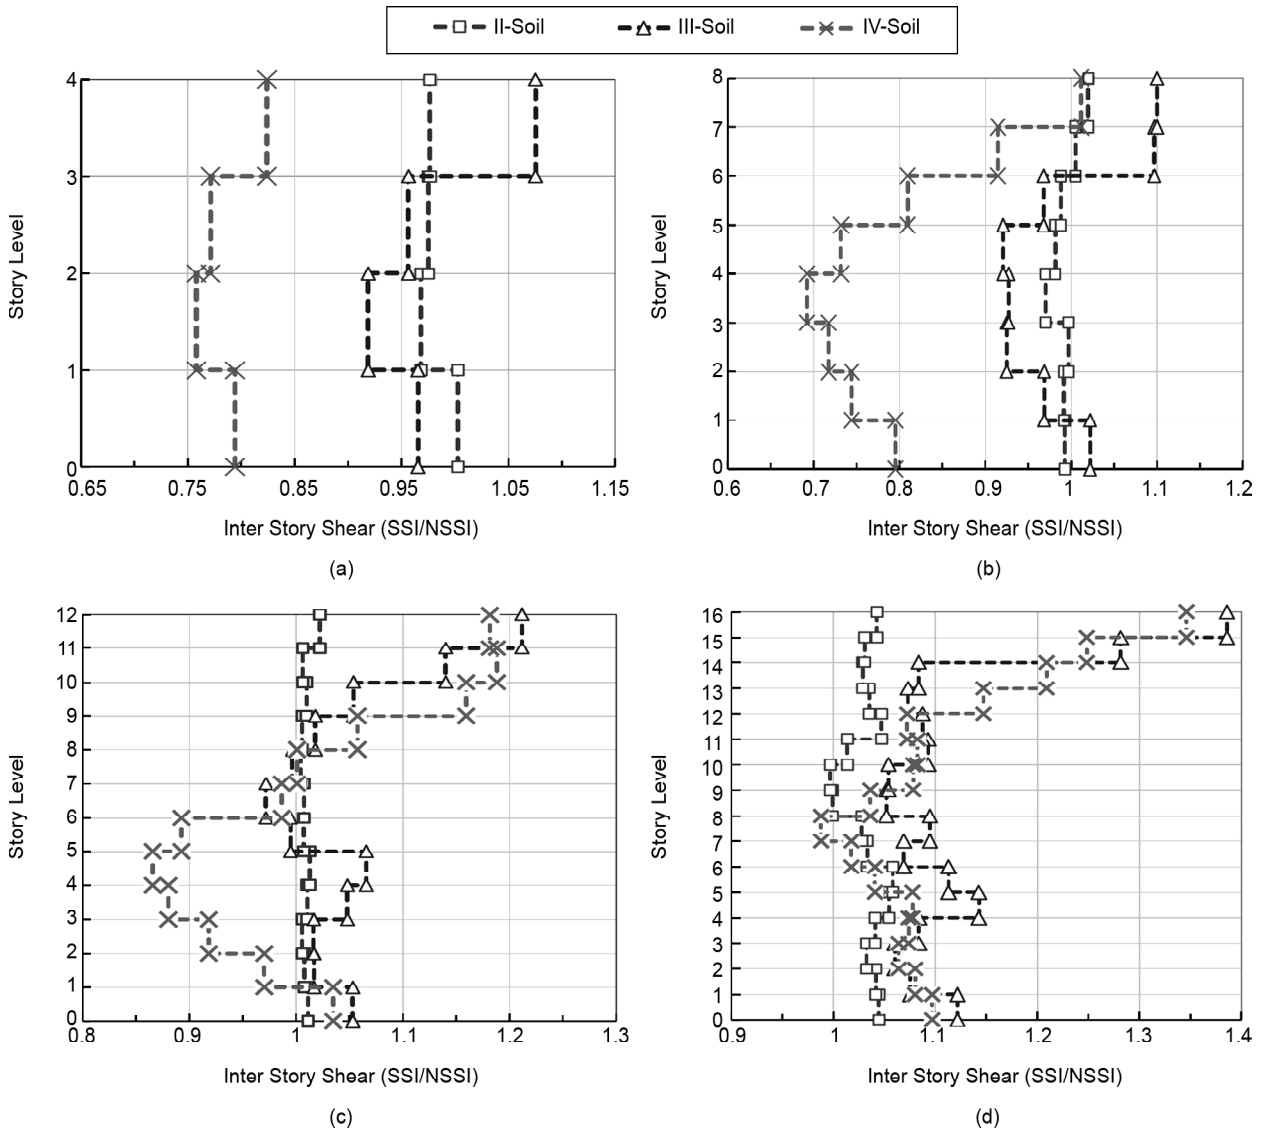 II-Soil III-Soil IV-Soil
4
3
2
1
0
Story Level
0.65 0.75 0.85 0.95 1.05 1.15
Inter Story Shear (SSI/NSSI)
(a)
8
7
6
5
4
3
2
1
0
Story Level
0.6 0.7 0.8 0.9 1 1.1 1.2
Inter Story Shear (SSI/NSSI)
(b)
12
11
10
9
8
7
6
5
4
3
2
1
0
Story Level
0.8 0.9 1 1.1 1.2 1.3
Inter Story Shear (SSI/NSSI)
(c)
16
15
14
13
12
11
10
9
8
7
6
5
4
3
2
1
0
Story Level
0.9 1 1.1 1.2 1.3 1.4
Inter Story Shear (SSI/NSSI)
(d)